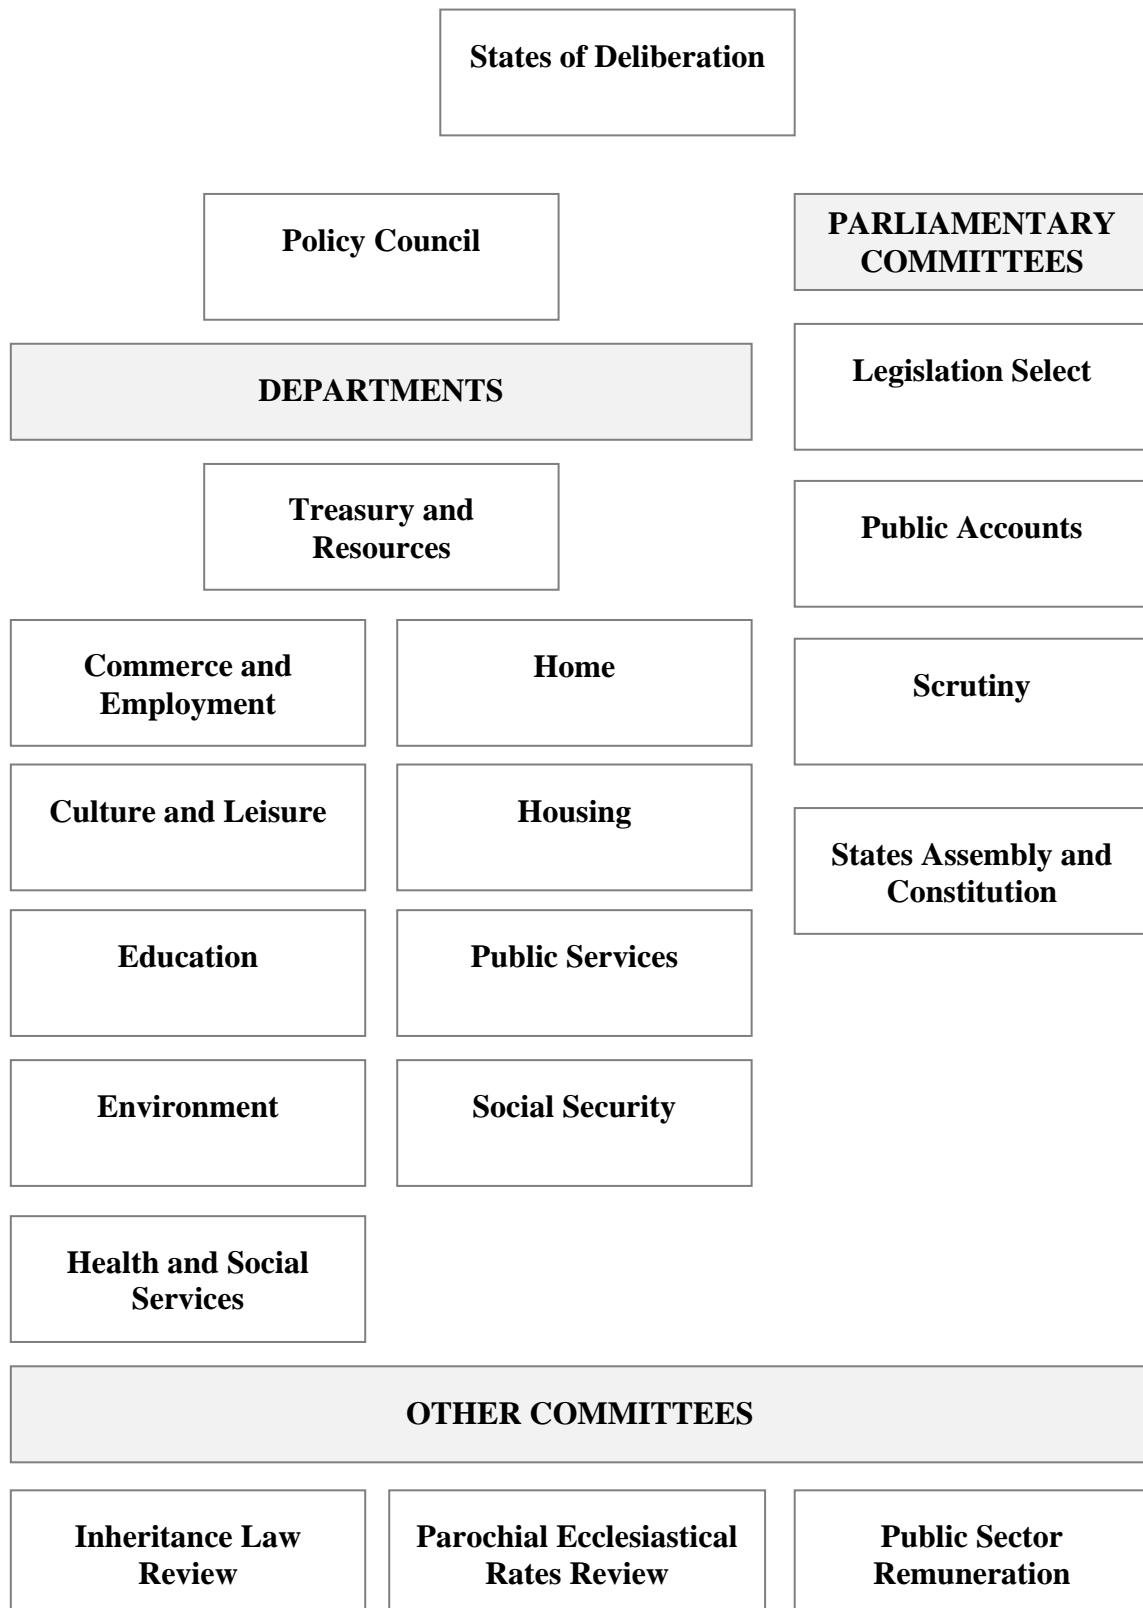 States of Deliberation
Policy Council
PARLIAMENTARY
COMMITTEES
DEPARTMENTS
Legislation Select
Treasury and
Resources
Public Accounts
Commerce and
Employment
Home
Scrutiny
Culture and Leisure
Housing
States Assembly and
Constitution
Education
Public Services
Environment
Social Security
Health and Social
Services
OTHER COMMITTEES
Inheritance Law
Review
Parochial Ecclesiastical
Rates Review
Public Sector
Remuneration